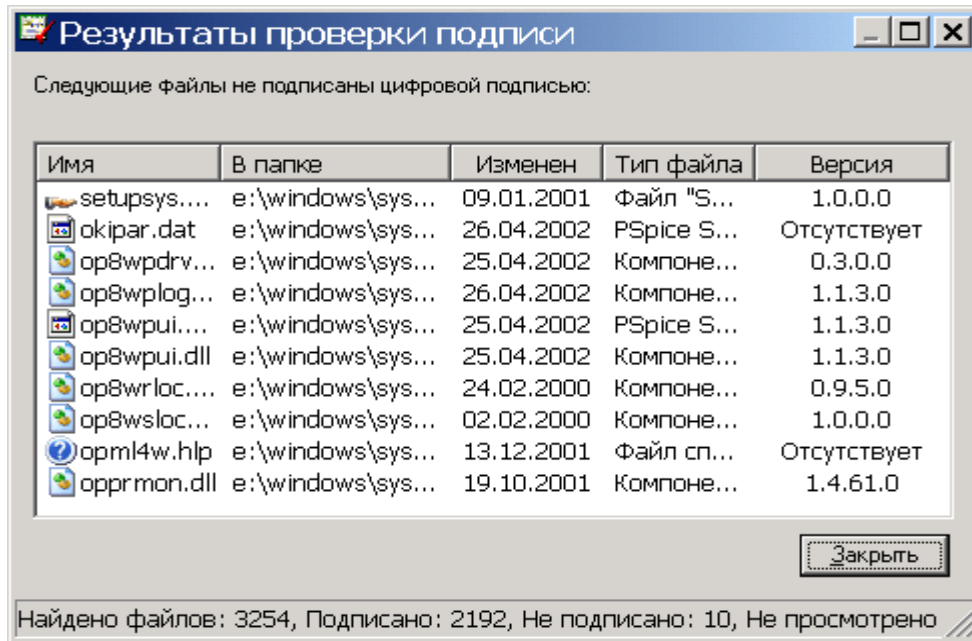 Результаты проверки подписи
Следующие файлы не подписаны цифровой подписью:
Имя В папке Изменен Тип файла Версия
setupsys.... e:\windows\sys... 09.01.2001 Файл "S... 1.0.0.0
okipar.dat e:\windows\sys... 26.04.2002 PSpice S... Отсутствует
op8wpdrv... e:\windows\sys... 25.04.2002 Компоне... 0.3.0.0
op8wplog... e:\windows\sys... 26.04.2002 Компоне... 1.1.3.0
op8wpui.... e:\windows\sys... 25.04.2002 PSpice S... 1.1.3.0
op8wpui.dll e:\windows\sys... 25.04.2002 Компоне... 1.1.3.0
op8wrloc.... e:\windows\sys... 24.02.2000 Компоне... 0.9.5.0
op8wsloc... e:\windows\sys... 02.02.2000 Компоне... 1.0.0.0
opml4w.hlp e:\windows\sys... 13.12.2001 Файл сп... Отсутствует
opprmon.dll e:\windows\sys... 19.10.2001 Компоне... 1.4.61.0
Закрыть
Найдено файлов: 3254, Подписано: 2192, Не подписано: 10, Не просмотрено